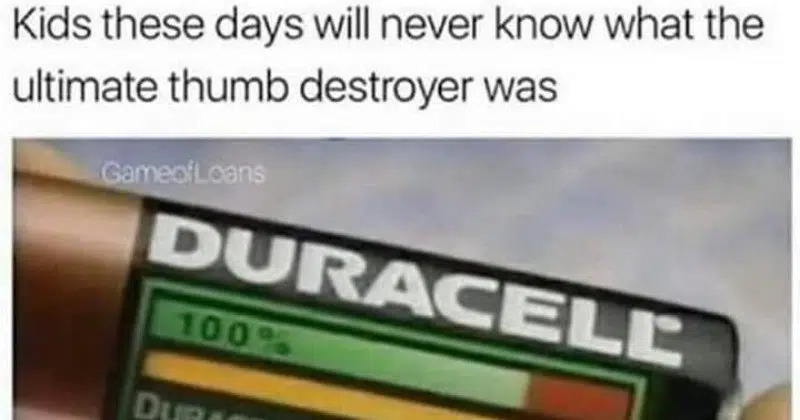 Kids these days will never know what the
ultimate thumb destroyer was
GameofLoans
DURACELL
100%